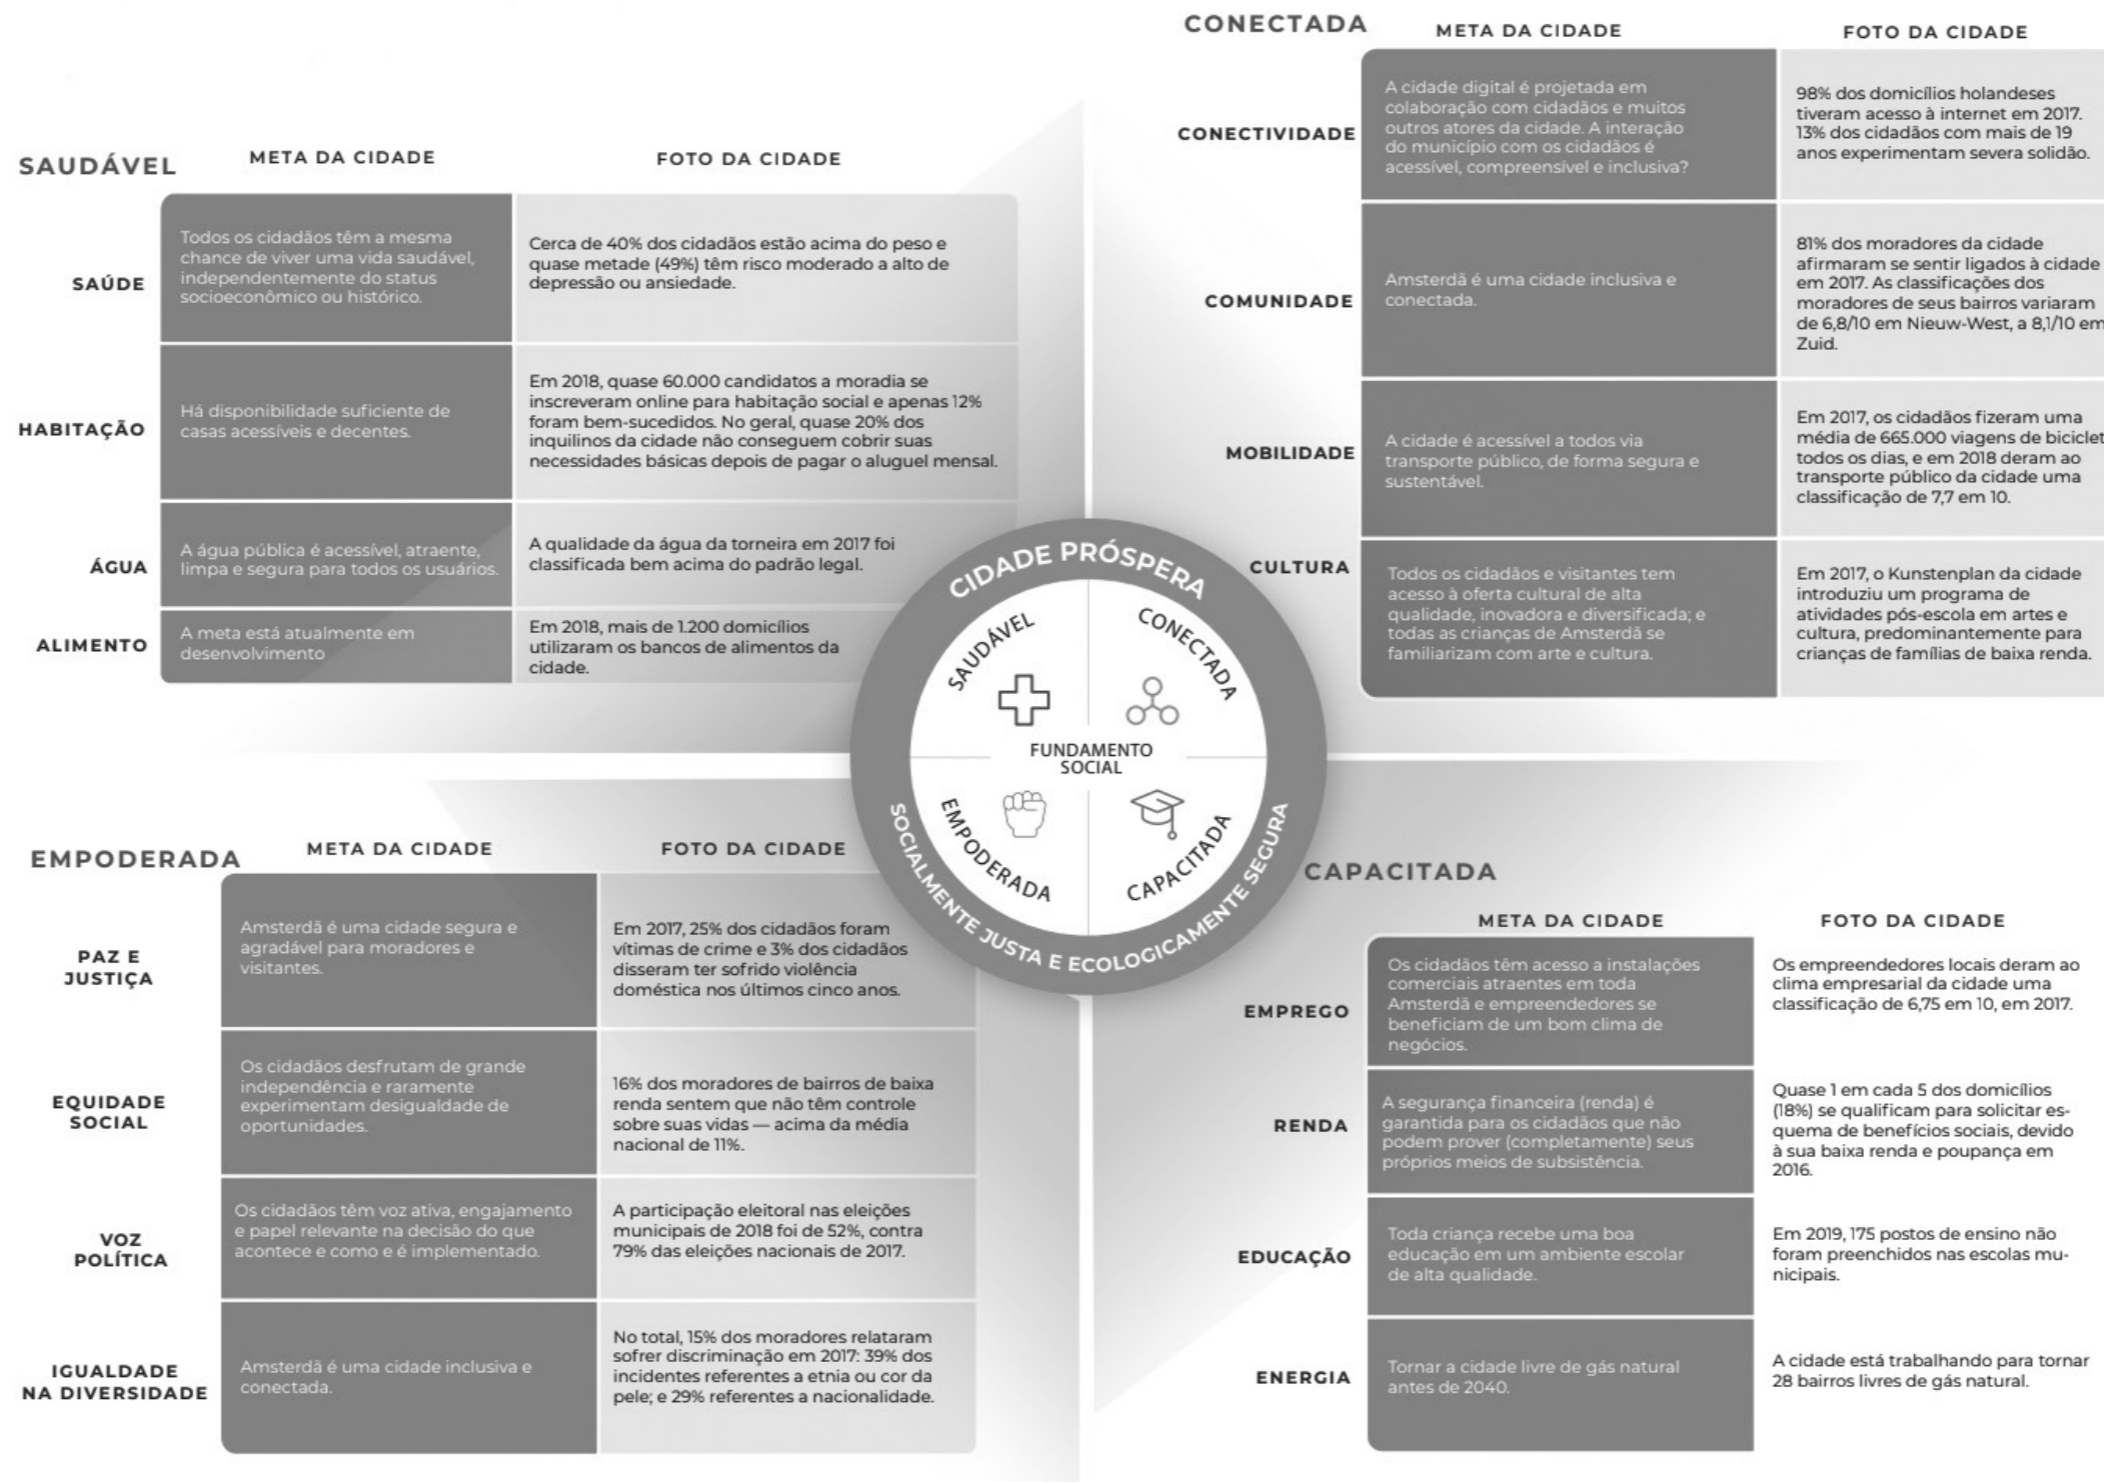 SAUDÁVEL
META DA CIDADE
FOTO DA CIDADE
SAÚDE
Todos os cidadãos têm a mesma
chance de viver uma vida saudável,
independentemente do status
socioeconômico ou histórico.
Cerca de 40% dos cidadãos estão acima do peso e
quase metade (49%) têm risco moderado a alto de
depressão ou ansiedade.
HABITAÇÃO
Há disponibilidade suficiente de
casas acessíveis e decentes.
Em 2018, quase 60.000 candidatos a moradia se
inscreveram online para habitação social e apenas 12%
foram bem-sucedidos. No geral, quase 20% dos
inquilinos da cidade não conseguem cobrir suas
necessidades básicas depois de pagar o aluguel mensal.
ÁGUA
A água pública é acessível, atraente,
limpa e segura para todos os usuários.
A qualidade da água da torneira em 2017 foi
classificada bem acima do padrão legal.
ALIMENTO
A meta está atualmente em
desenvolvimento
Em 2018, mais de 1.200 domicílios
utilizaram os bancos de alimentos da
cidade.
CONECTADA
META DA CIDADE
FOTO DA CIDADE
CONECTIVIDADE
A cidade digital é projetada em
colaboração com cidadãos e muitos
outros atores da cidade. A interação
do município com os cidadãos é
acessível, compreensível e inclusiva?
98% dos domicílios holandeses
tiveram acesso à internet em 2017.
13% dos cidadãos com mais de 19
anos experimentam severa solidão.
COMUNIDADE
Amsterdã é uma cidade inclusiva e
conectada.
81% dos moradores da cidade
afirmaram se sentir ligados à cidade
em 2017. As classificações dos
moradores de seus bairros variaram
de 6,8/10 em Nieuw-West, a 8,1/10 em
Zuid.
MOBILIDADE
A cidade é acessível a todos via
transporte público, de forma segura e
sustentável.
Em 2017, os cidadãos fizeram uma
média de 665.000 viagens de biciclet
todos os dias, e em 2018 deram ao
transporte público da cidade uma
classificação de 7,7 em 10.
CULTURA
Todos os cidadãos e visitantes tem
acesso à oferta cultural de alta
qualidade, inovadora e diversificada; e
todas as crianças de Amsterdã se
familiarizam com arte e cultura.
Em 2017, o Kunstenplan da cidade
introduziu um programa de
atividades pós-escola em artes e
cultura, predominantemente para
crianças de famílias de baixa renda.
CIDADE PRÓSPERA
SAUDÁVEL
CONECTADA
FUNDAMENTO
SOCIAL
EMPODERADA
CAPACITADA
SOCIALMENTE JUSTA E ECOLOGICAMENTE SEGURA
EMPODERADA
META DA CIDADE
FOTO DA CIDADE
PAZ E
JUSTIÇA
Amsterdã é uma cidade segura e
agradável para moradores e
visitantes.
Em 2017, 25% dos cidadãos foram
vítimas de crime e 3% dos cidadãos
disseram ter sofrido violência
doméstica nos últimos cinco anos.
EQUIDADE
SOCIAL
Os cidadãos desfrutam de grande
independência e raramente
experimentam desigualdade de
oportunidades.
16% dos moradores de bairros de baixa
renda sentem que não têm controle
sobre suas vidas — acima da média
nacional de 11%.
VOZ
POLÍTICA
Os cidadãos têm voz ativa, engajamento
e papel relevante na decisão do que
acontece e como e é implementado.
A participação eleitoral nas eleições
municipais de 2018 foi de 52%, contra
79% das eleições nacionais de 2017.
IGUALDADE
NA DIVERSIDADE
Amsterdã é uma cidade inclusiva e
conectada.
No total, 15% dos moradores relataram
sofrer discriminação em 2017: 39% dos
incidentes referentes a etnia ou cor da
pele; e 29% referentes a nacionalidade.
CAPACITADA
META DA CIDADE
FOTO DA CIDADE
EMPREGO
Os cidadãos têm acesso a instalações
comerciais atraentes em toda
Amsterdã e empreendedores se
beneficiam de um bom clima de
negócios.
Os empreendedores locais deram ao
clima empresarial da cidade uma
classificação de 6,75 em 10, em 2017.
RENDA
A segurança financeira (renda) é
garantida para os cidadãos que não
podem prover (completamente) seus
próprios meios de subsistência.
Quase 1 em cada 5 dos domicílios
(18%) se qualificam para solicitar es-
quema de benefícios sociais, devido
à sua baixa renda e poupança em
2016.
EDUCAÇÃO
Toda criança recebe uma boa
educação em um ambiente escolar
de alta qualidade.
Em 2019, 175 postos de ensino não
foram preenchidos nas escolas mu-
nicipais.
ENERGIA
Tornar a cidade livre de gás natural
antes de 2040.
A cidade está trabalhando para tornar
28 bairros livres de gás natural.